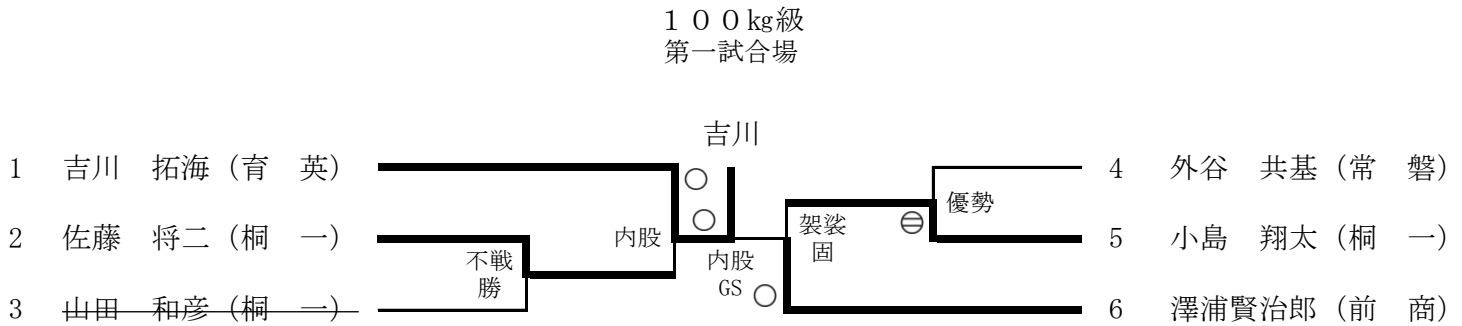 １００㎏級
第一試合場
吉川
1 吉川 拓海（育 英）
2 佐藤 将二（桐 一）
3 山田 和彦（桐 一）
不戦
勝
内股
内股
GS
袈裟
固
優勢
4 外谷 共基（常 磐）
5 小島 翔太（桐 一）
6 澤浦賢治郎（前 商）